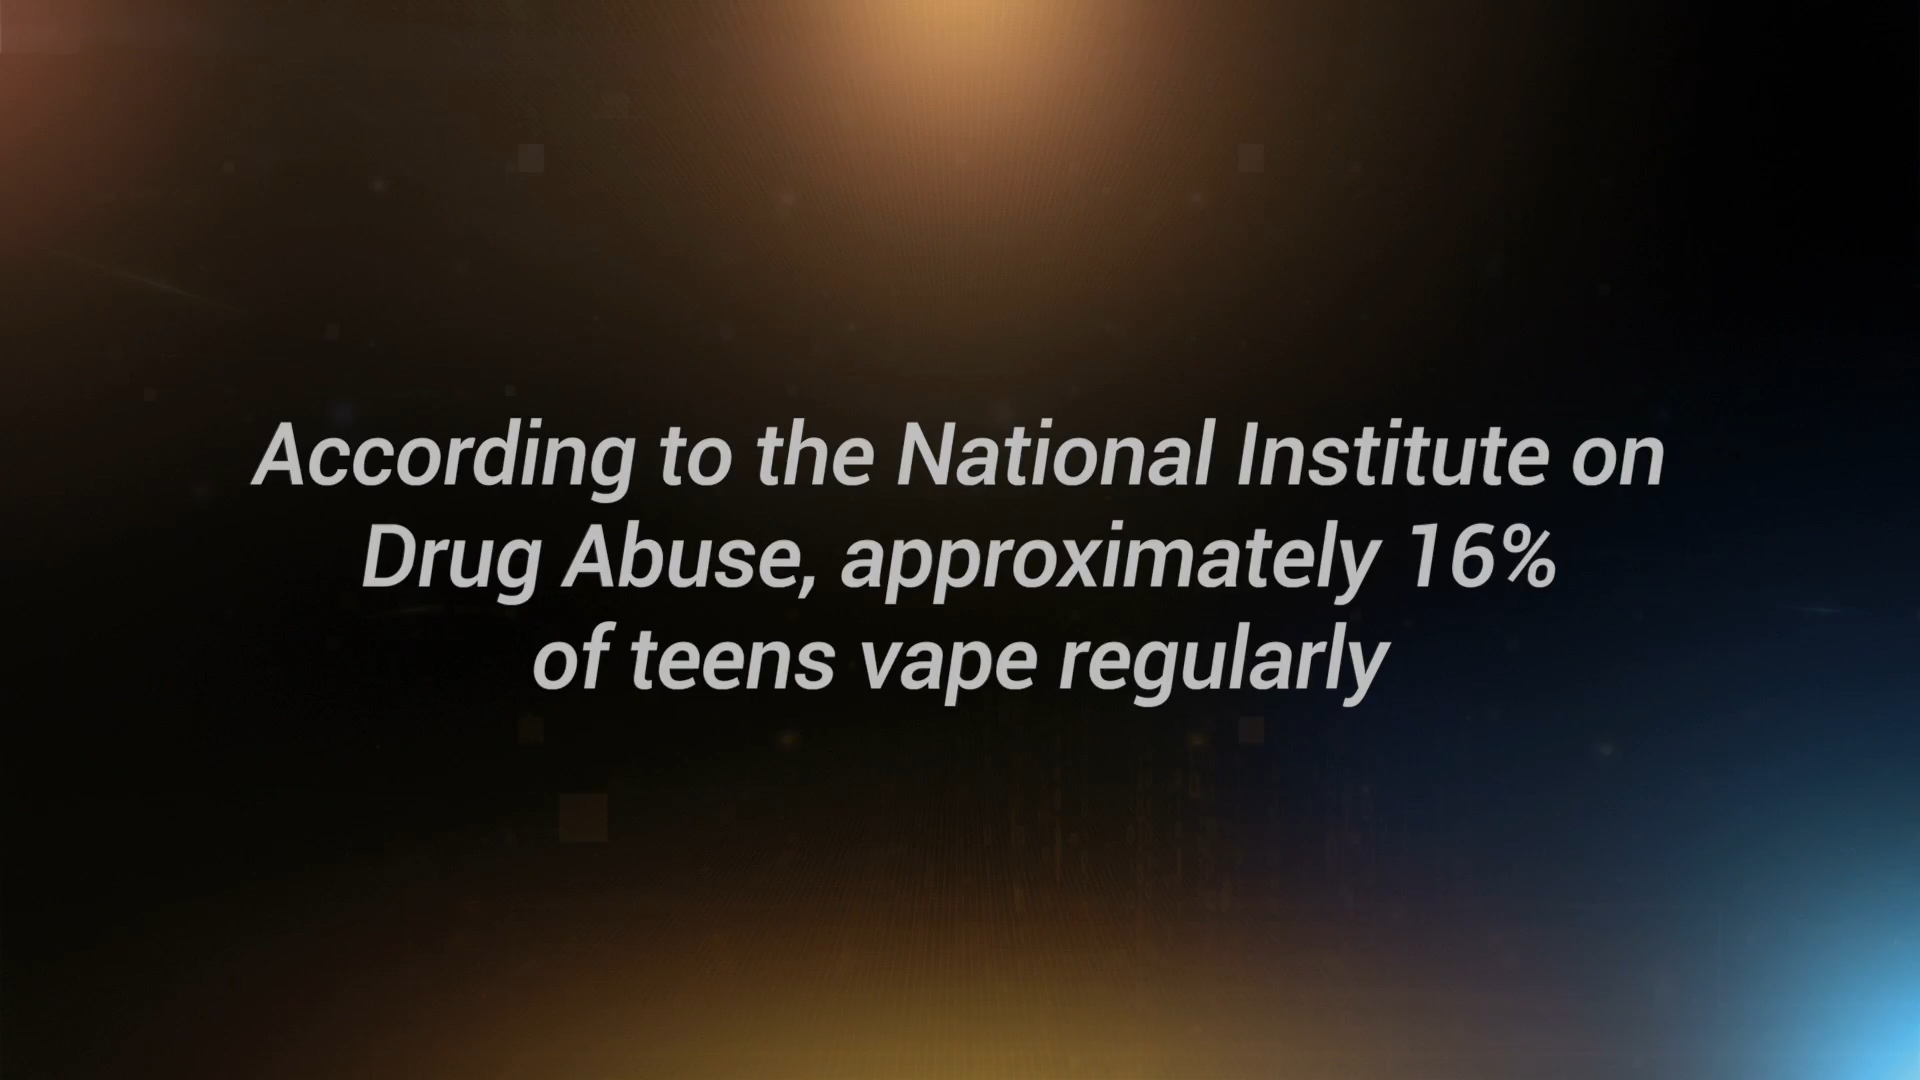 According to the National Institute on
Drug Abuse, approximately 16%
of teens vape regularly